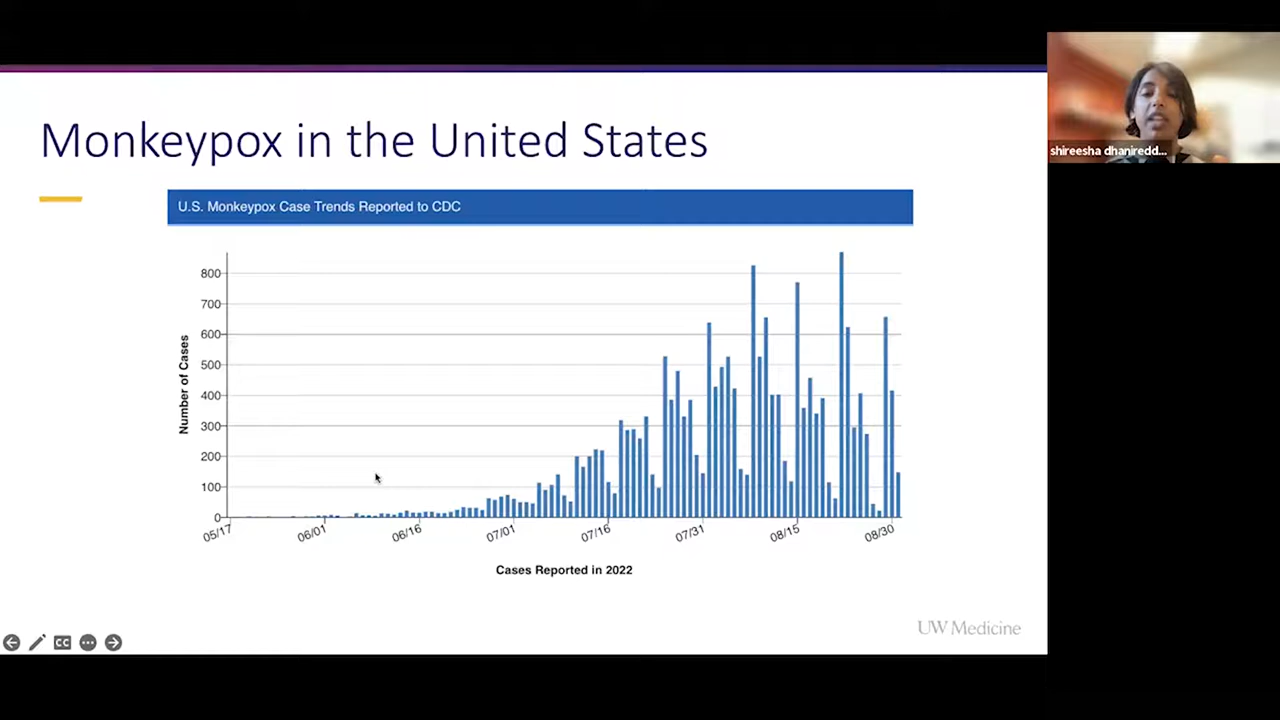 Monkeypox in the United States
shireesha dhaniredd...
U.S. Monkeypox Case Trends Reported to CDC
800
700
600
500
400
300
200
100
0
Number of Cases
05/17
06/01
06/16
07/01
07/16
07/31
08/15
08/30
Cases Reported in 2022
UW Medicine
CC